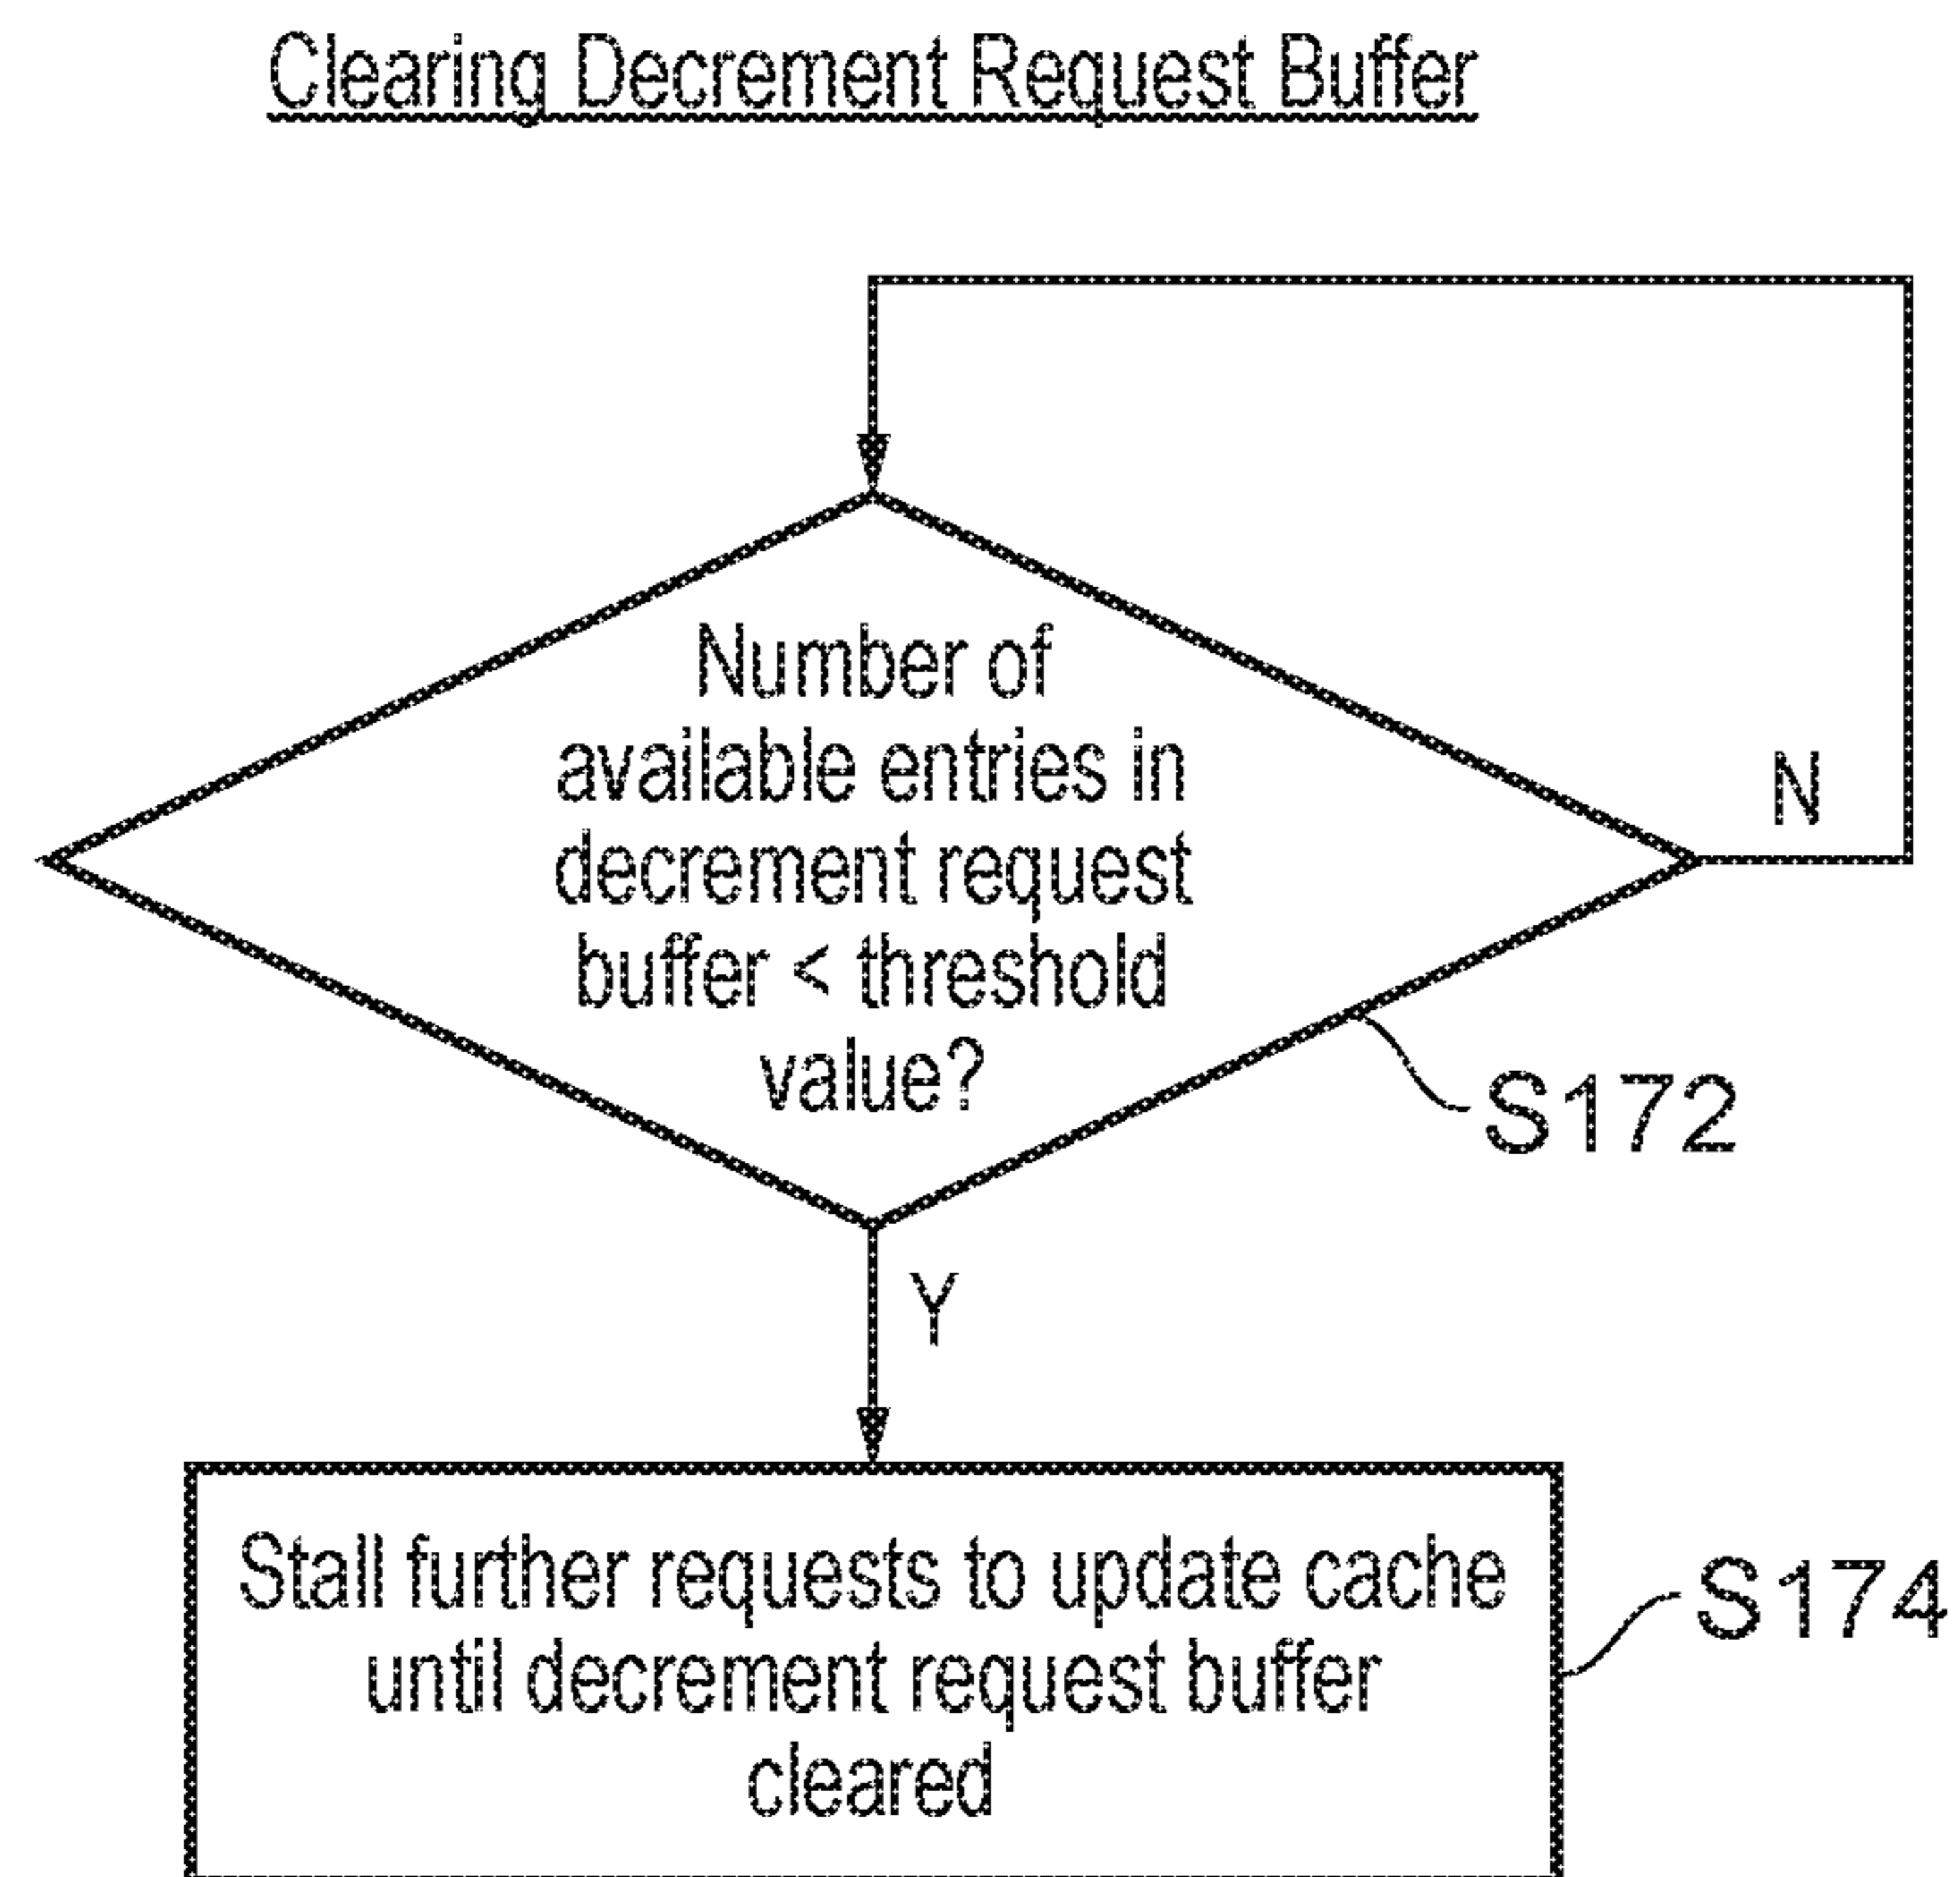 Clearing Decrement Request Buffer
Number of
available entries in
decrement request
buffer < threshold
value?
N
S172
Y
Stall further requests to update cache
until decrement request buffer
cleared
S174